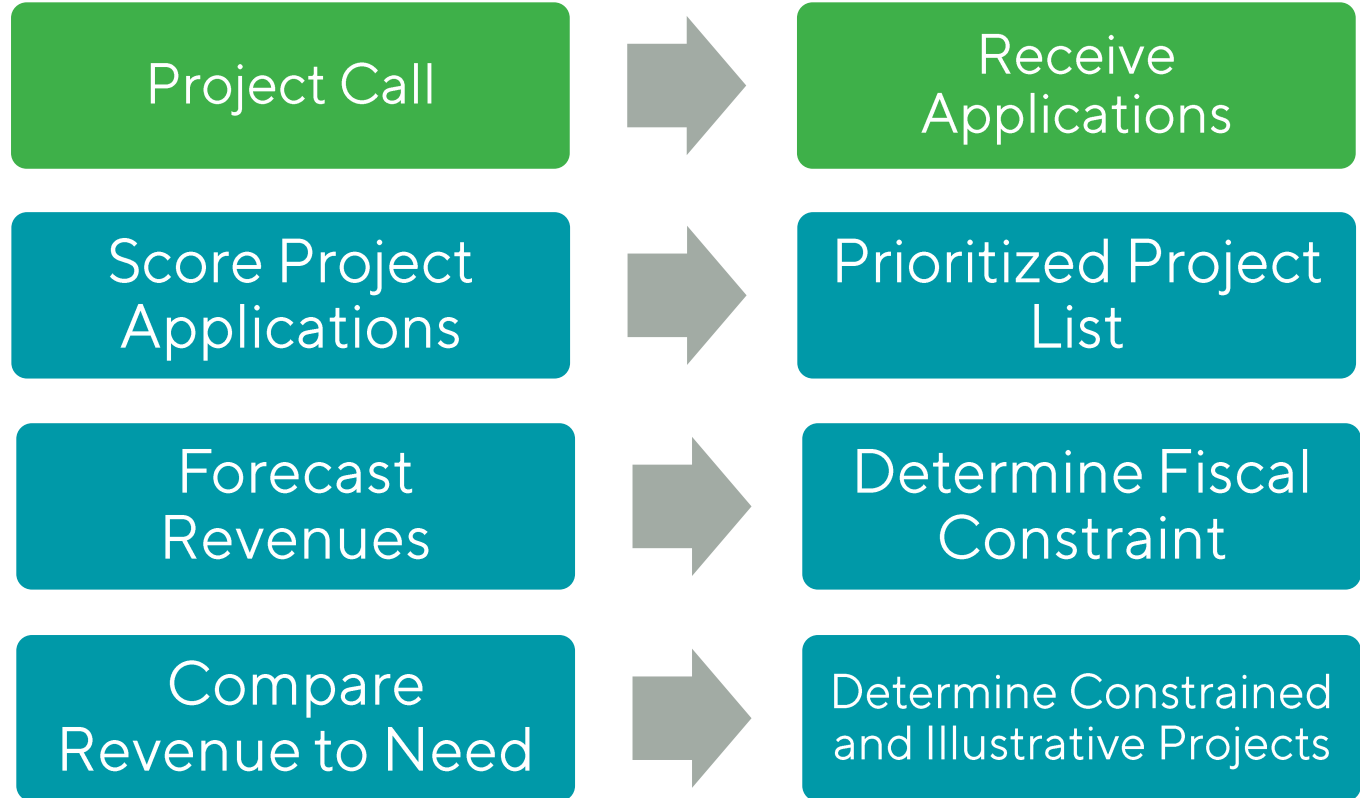 Project Call
Receive
Applications
Score Project
Applications
Prioritized Project
List
Forecast
Revenues
Determine Fiscal
Constraint
Compare
Revenue to Need
Determine Constrained
and Illustrative Projects